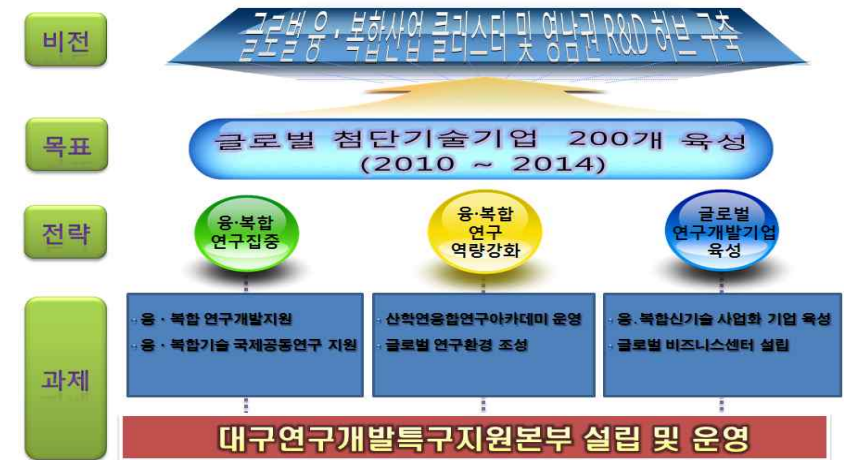 비전
글로벌 융·복합산업 클러스터 및 영남권 R&D 허브 구축
목표
글로벌 첨단기술기업 200개 육성
(2010 ~ 2014)
전략
융·복합
연구집중
융·복합
연구
역량강화
글로벌
연구개발기업
육성
과제
- 융·복합 연구개발지원
- 융·복합기술 국제공동연구 지원
- 산학연융합연구아카데미 운영
- 글로벌 연구환경 조성
- 융.복합신기술 사업화 기업 육성
- 글로벌 비즈니스센터 설립
대구연구개발특구지원본부 설립 및 운영